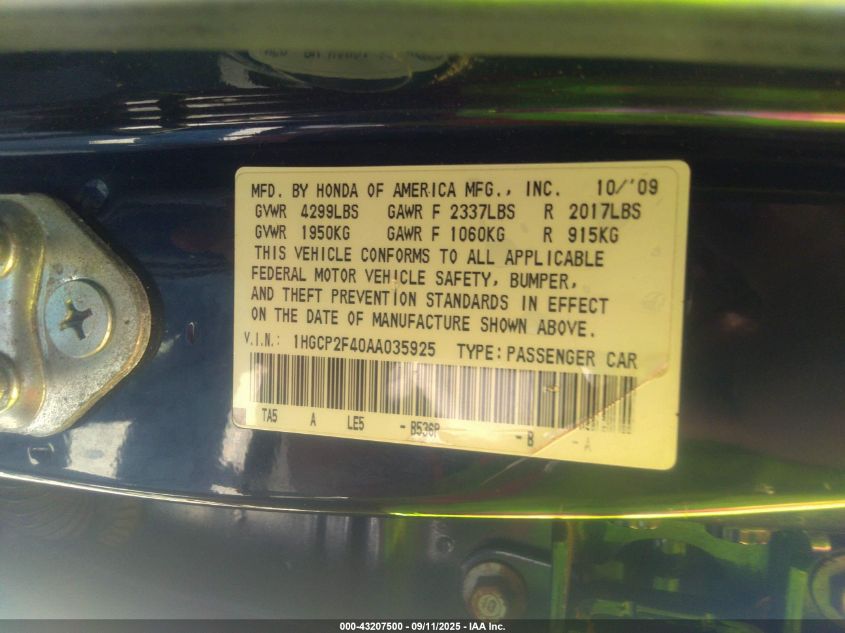 MFD. BY HONDA OF AMERICA MFG., INC. 10/'09
GVWR 4299LBS GAWR F 2337LBS R 2017LBS
GVWR 1950KG GAWR F 1060KG R 915KG
THIS VEHICLE CONFORMS TO ALL APPLICABLE
FEDERAL MOTOR VEHICLE SAFETY, BUMPER,
AND THEFT PREVENTION STANDARDS IN EFFECT
ON THE DATE OF MANUFACTURE SHOWN ABOVE.
V.I.N.: 1HGCP2F40AA035925 TYPE: PASSENGER CAR
TA5 A LE5 - B536P - B - A
000-43207500 - 09/11/2025 - IAA Inc.